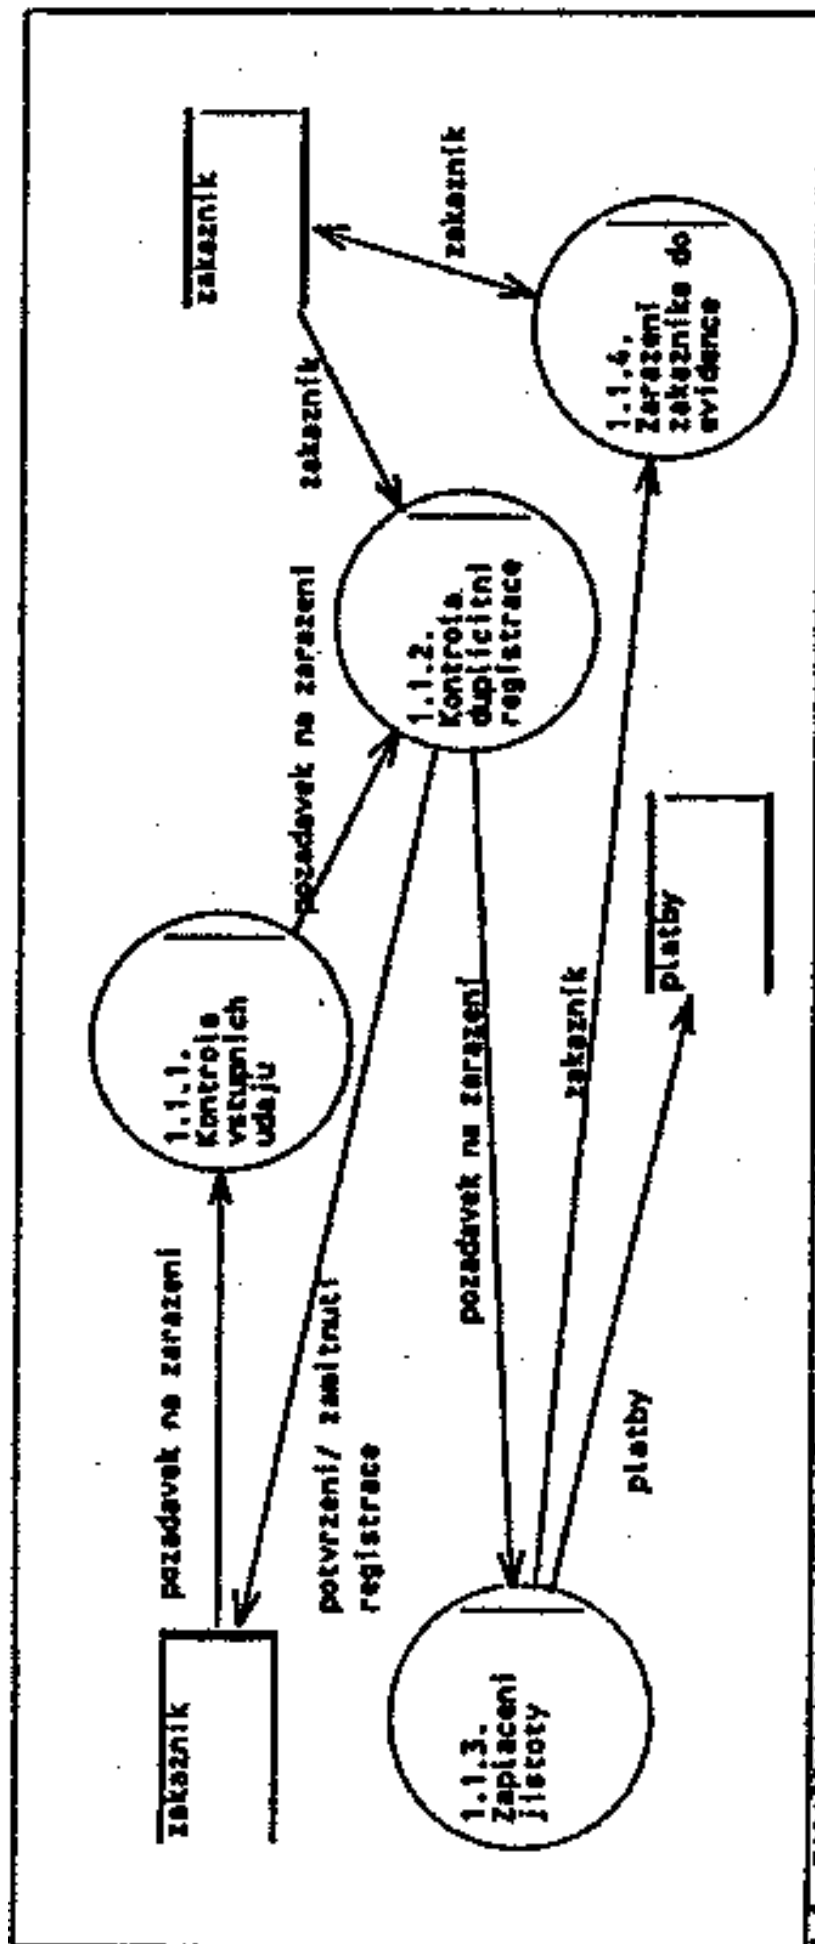 zakaznik
pozadavek na zarazeni
1.1.1.
Kontrola
vstupnich
udaju
pozadavek na zarazeni
zakaznik
zakaznik
zakaznik
potvrzeni/ zamitnuti
registrace
1.1.2.
Kontrola
duplicitni
registrace
1.1.3.
Zaplaceni
jistoty
pozadavek na zarazeni
zakaznik
1.1.4.
Zarazeni
zakaznika do
evidence
platby
platby